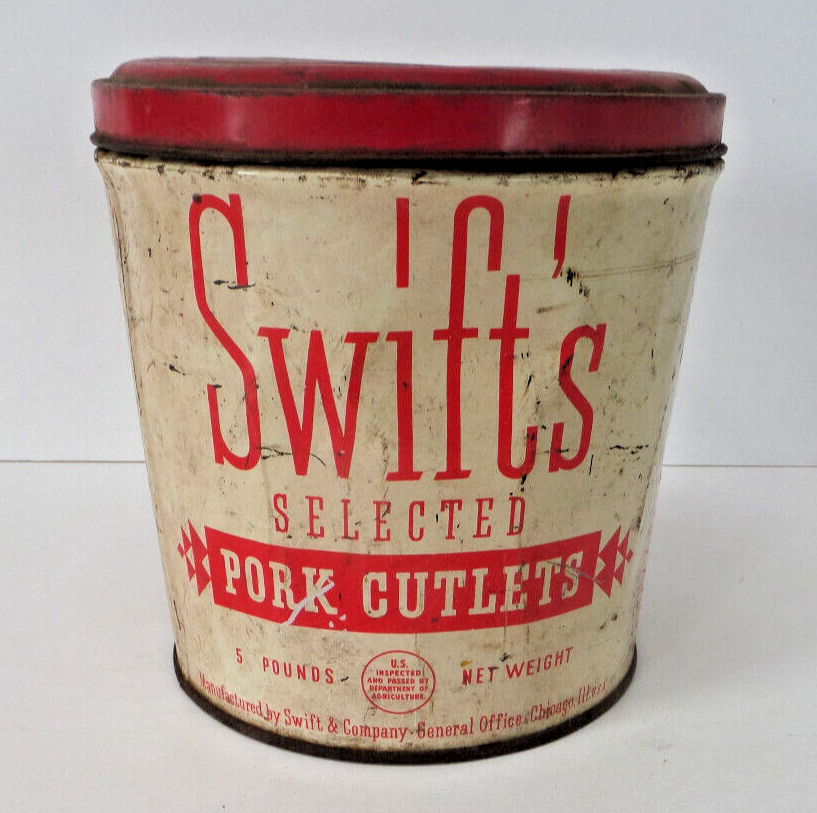 Swift's
SELECTED
PORK CUTLETS
5 POUNDS
U.S.
INSPECTED
AND PASSED BY
DEPARTMENT OF
AGRICULTURE.
NET WEIGHT
Manufactured by Swift & Company-General Office-Chicago,